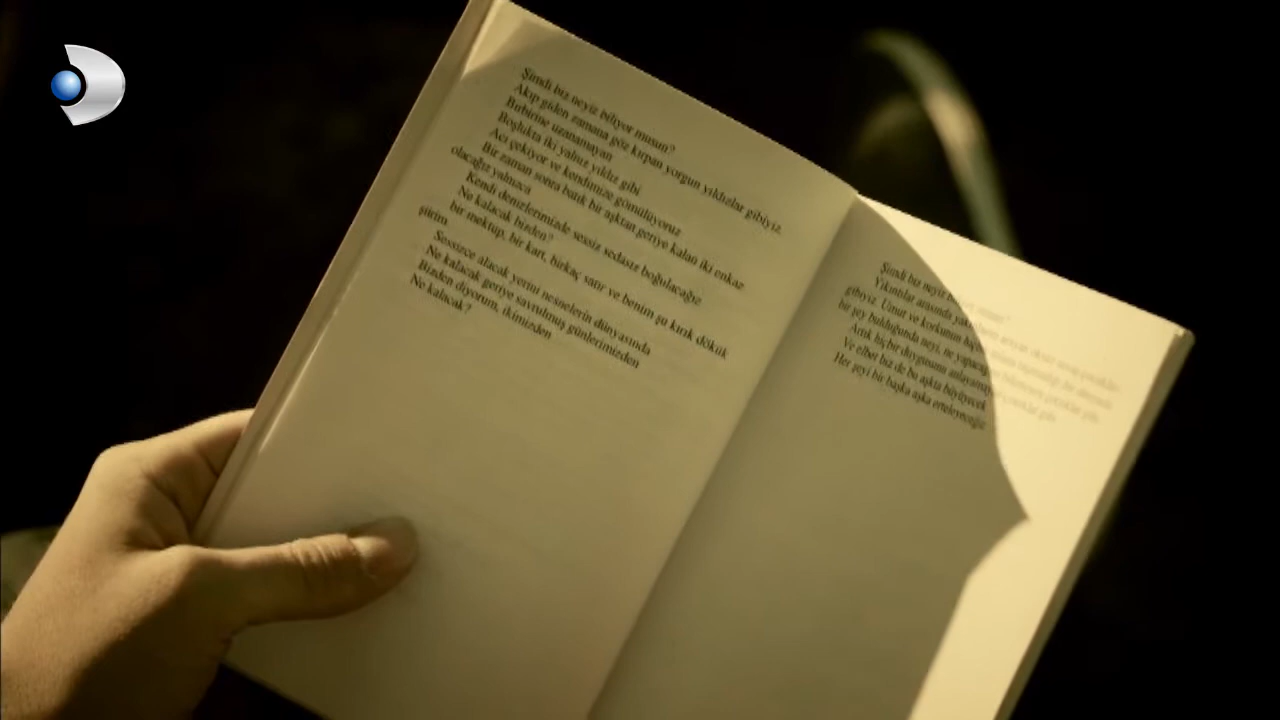 Şimdi biz neyiz biliyor musun?
Akıp giden zamana göz kırpan yorgun yıldızlar gibiyiz.
Birbirine uzanamayan
Boşlukta iki yalnız yıldız gibi
Acı çekiyor ve kendimize gömülüyoruz
Bir zaman sonra batık bir aşktan geriye kalan iki enkaz
olacağız yalnızca
Kendi denizlerimizde sessiz sedasız boğulacağız
Ne kalacak bizden?
bir mektup, bir kart, birkaç satır ve benim şu kırık dökük
şiirim
Sessizce alacak yerini nesnelerin dünyasında
Ne kalacak geriye savrulmuş günlerimizden
Bizden diyorum, ikimizden
Ne kalacak?
Şimdi biz neyiz
Yıkıntılar arasında
gibiyiz. Umut ve korkunun
bir şey bulduğunda neyi, ne yapacağı
Artık hiçbir duygusunu
Ve elbet biz de bu aşkta büyüyecek
Her şeyi bir başka aşka erteleyeceğiz